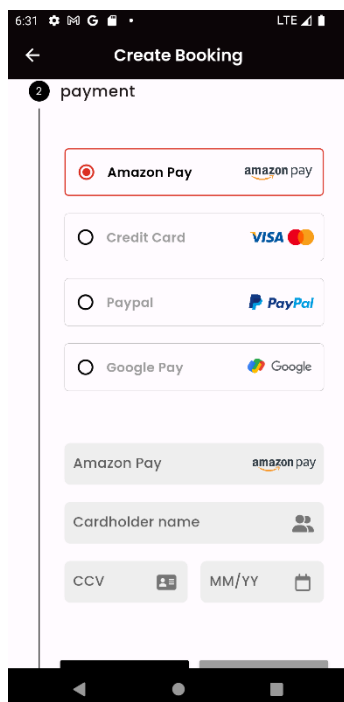 6:31 G LTE
Create Booking
2 payment
Amazon Pay amazon pay
Credit Card VISA
Paypal PayPal
Google Pay Google
Amazon Pay amazon pay
Cardholder name
CCV MM/YY